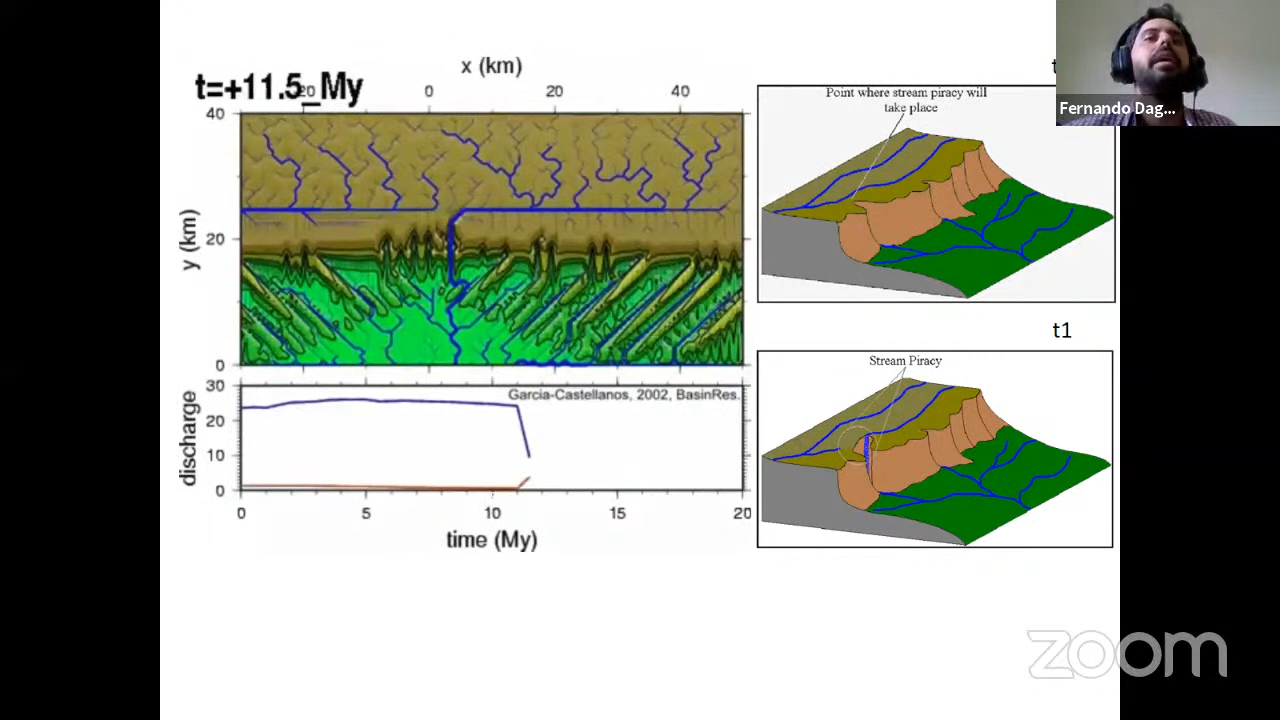 x (km)
t=+11.5_My
20
0
20
40
40
20
0
y (km)
30
20
10
0
discharge
Garcia-Castellanos, 2002, BasinRes.
0
5
10
15
20
time (My)
t
Point where stream piracy will
take place
t1
Stream Piracy
Fernando Dag...
zoom